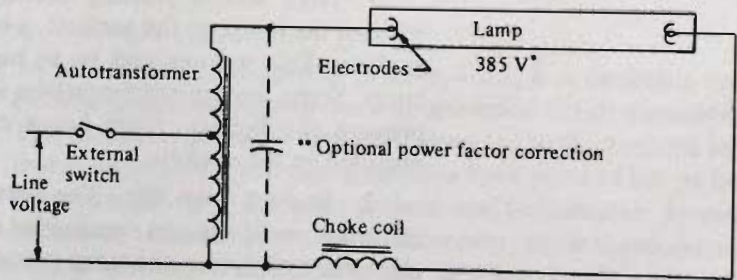 Lamp
Autotransformer
Electrodes
385 V*
External
switch
** Optional power factor correction
Line
voltage
Choke coil